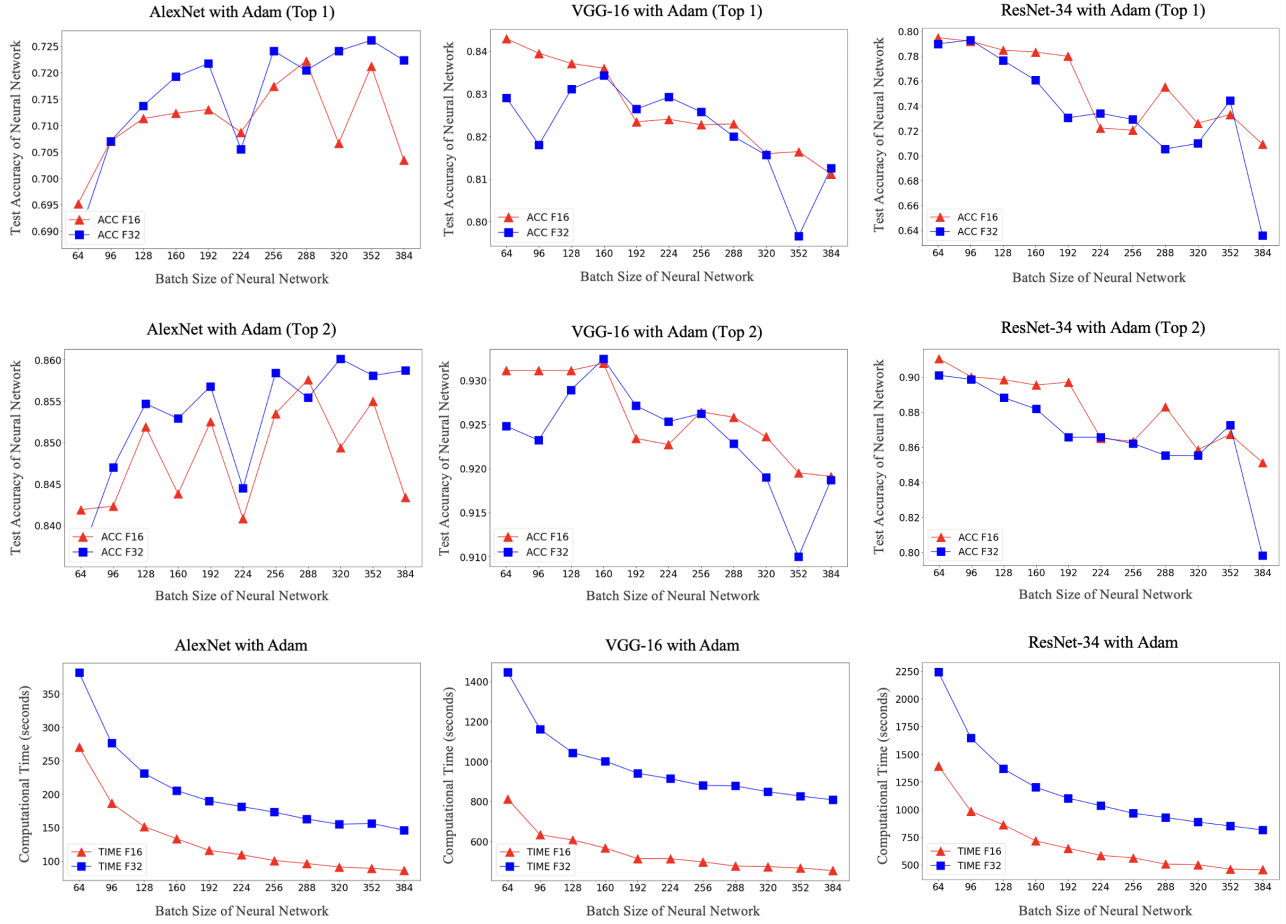 AlexNet with Adam (Top 1)
Test Accuracy of Neural Network
0.725
0.720
0.715
0.710
0.705
0.700
0.695
0.690
ACC F16
ACC F32
64 96 128 160 192 224 256 288 320 352 384
Batch Size of Neural Network
VGG-16 with Adam (Top 1)
Test Accuracy of Neural Network
0.84
0.83
0.82
0.81
0.80
ACC F16
ACC F32
64 96 128 160 192 224 256 288 320 352 384
Batch Size of Neural Network
ResNet-34 with Adam (Top 1)
Test Accuracy of Neural Network
0.80
0.78
0.76
0.74
0.72
0.70
0.68
0.66
0.64
ACC F16
ACC F32
64 96 128 160 192 224 256 288 320 352 384
Batch Size of Neural Network
AlexNet with Adam (Top 2)
Test Accuracy of Neural Network
0.860
0.855
0.850
0.845
0.840
ACC F16
ACC F32
64 96 128 160 192 224 256 288 320 352 384
Batch Size of Neural Network
VGG-16 with Adam (Top 2)
Test Accuracy of Neural Network
0.930
0.925
0.920
0.915
0.910
ACC F16
ACC F32
64 96 128 160 192 224 256 288 320 352 384
Batch Size of Neural Network
ResNet-34 with Adam (Top 2)
Test Accuracy of Neural Network
0.90
0.88
0.86
0.84
0.82
0.80
ACC F16
ACC F32
64 96 128 160 192 224 256 288 320 352 384
Batch Size of Neural Network
AlexNet with Adam
Computational Time (seconds)
350
300
250
200
150
100
TIME F16
TIME F32
64 96 128 160 192 224 256 288 320 352 384
Batch Size of Neural Network
VGG-16 with Adam
Computational Time (seconds)
1400
1200
1000
800
600
TIME F16
TIME F32
64 96 128 160 192 224 256 288 320 352 384
Batch Size of Neural Network
ResNet-34 with Adam
Computational Time (seconds)
2250
2000
1750
1500
1250
1000
750
500
TIME F16
TIME F32
64 96 128 160 192 224 256 288 320 352 384
Batch Size of Neural Network